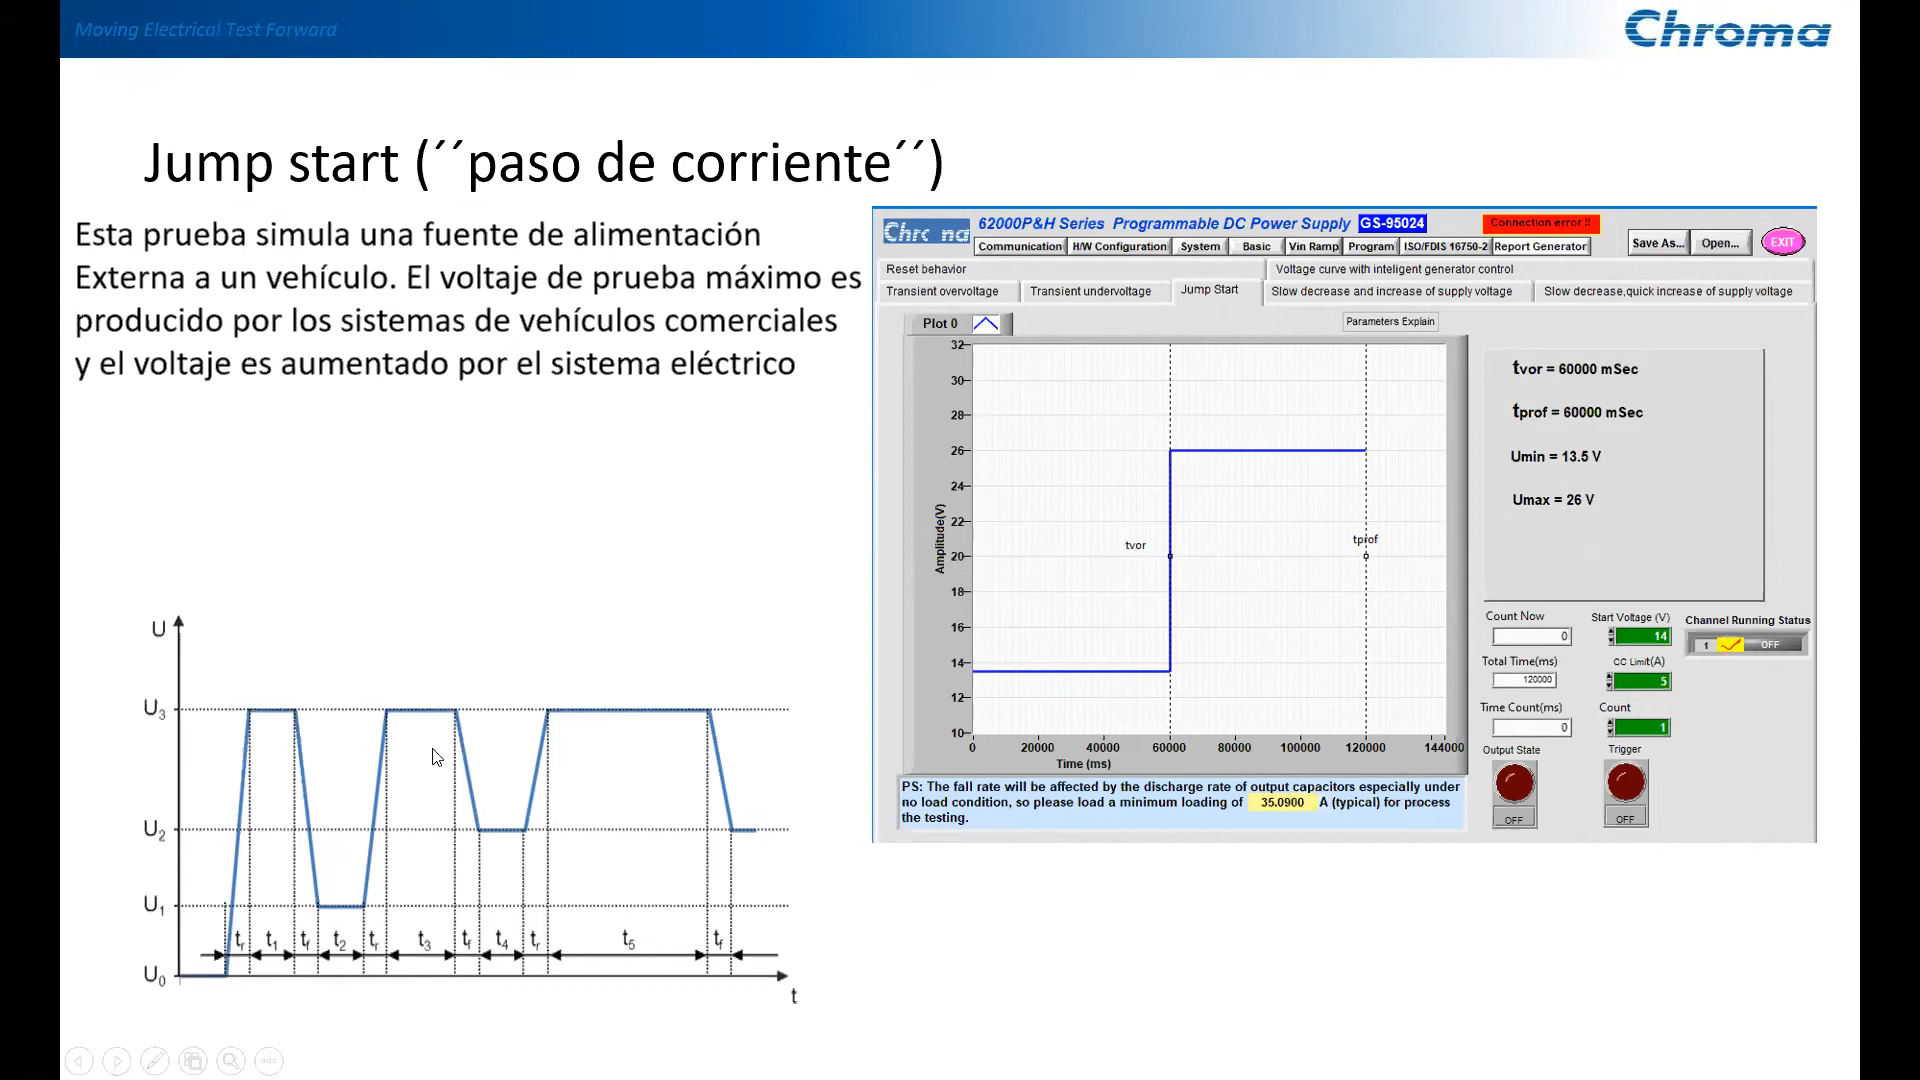 Moving Electrical Test Forward
Chroma
Jump start (´´paso de corriente´´)
Esta prueba simula una fuente de alimentación
Externa a un vehículo. El voltaje de prueba máximo es
producido por los sistemas de vehículos comerciales
y el voltaje es aumentado por el sistema eléctrico
62000P&H Series Programmable DC Power Supply GS-95024
Connection error !!
Communication H/W Configuration System Basic Vin Ramp Program ISO/FDIS 16750-2 Report Generator
Save As... Open... EXIT
Reset behavior Voltage curve with inteligent generator control
Transient overvoltage Transient undervoltage Jump Start Slow decrease and increase of supply voltage Slow decrease,quick increase of supply voltage
Plot 0
Parameters Explain
32
30
28
26
24
22
20
18
16
14
12
10
Amplitude(V)
tvor
tprof
0 20000 40000 60000 80000 100000 120000 144000
Time (ms)
tvor = 60000 mSec
tprof = 60000 mSec
Umin = 13.5 V
Umax = 26 V
Count Now
0
Start Voltage (V)
14
Channel Running Status
1 OFF
Total Time(ms)
120000
CC Limit(A)
5
Time Count(ms)
0
Count
1
Output State
OFF
Trigger
OFF
PS: The fall rate will be affected by the discharge rate of output capacitors especially under
no load condition, so please load a minimum loading of 35.0900 A (typical) for process
the testing.
U
U3
U2
U1
U0
tr t1 tf t2 tr t3 tf t4 tr t5 tf
t